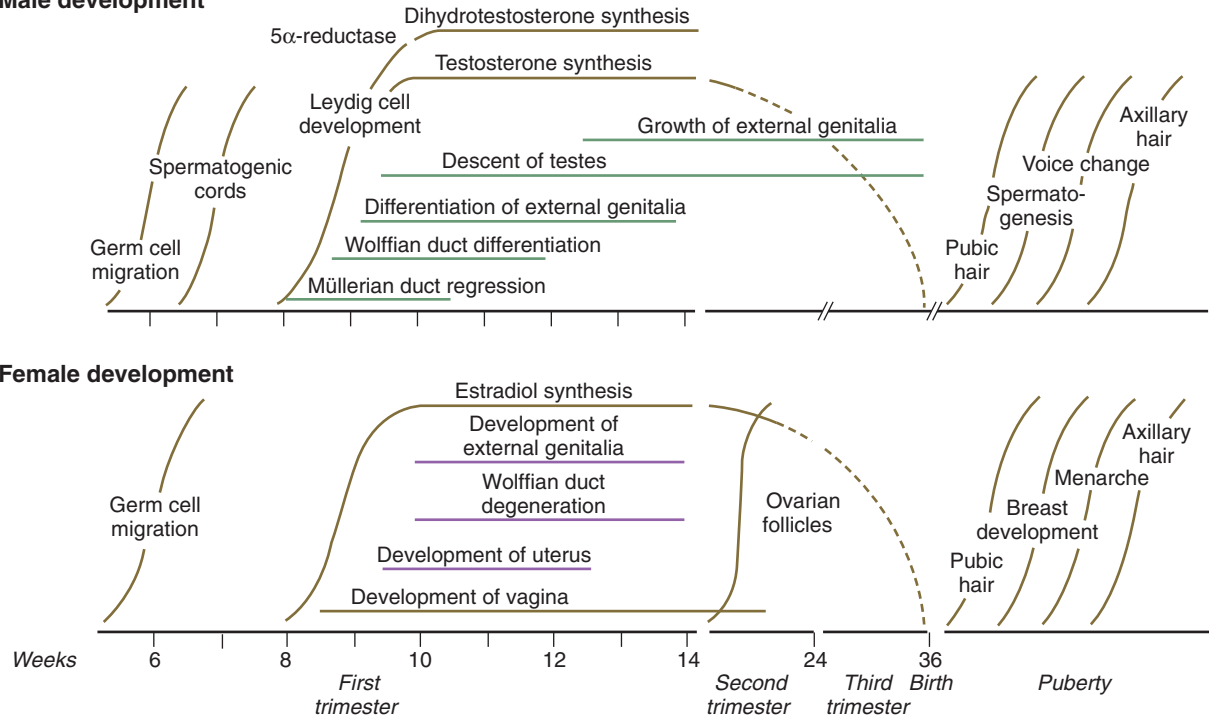 Male development
Dihydrotestosterone synthesis
5α-reductase
Testosterone synthesis
Leydig cell
development
Growth of external genitalia
Axillary
hair
Spermatogenic
cords
Descent of testes
Voice change
Spermato-
genesis
Differentiation of external genitalia
Germ cell
migration
Wolffian duct differentiation
Pubic
hair
Müllerian duct regression
Female development
Estradiol synthesis
Development of
external genitalia
Axillary
hair
Wolffian duct
degeneration
Menarche
Germ cell
migration
Ovarian
follicles
Breast
development
Development of uterus
Pubic
hair
Development of vagina
Weeks 6 8 10 12 14 24 36
First
trimester
Second
trimester
Third
trimester
Birth
Puberty